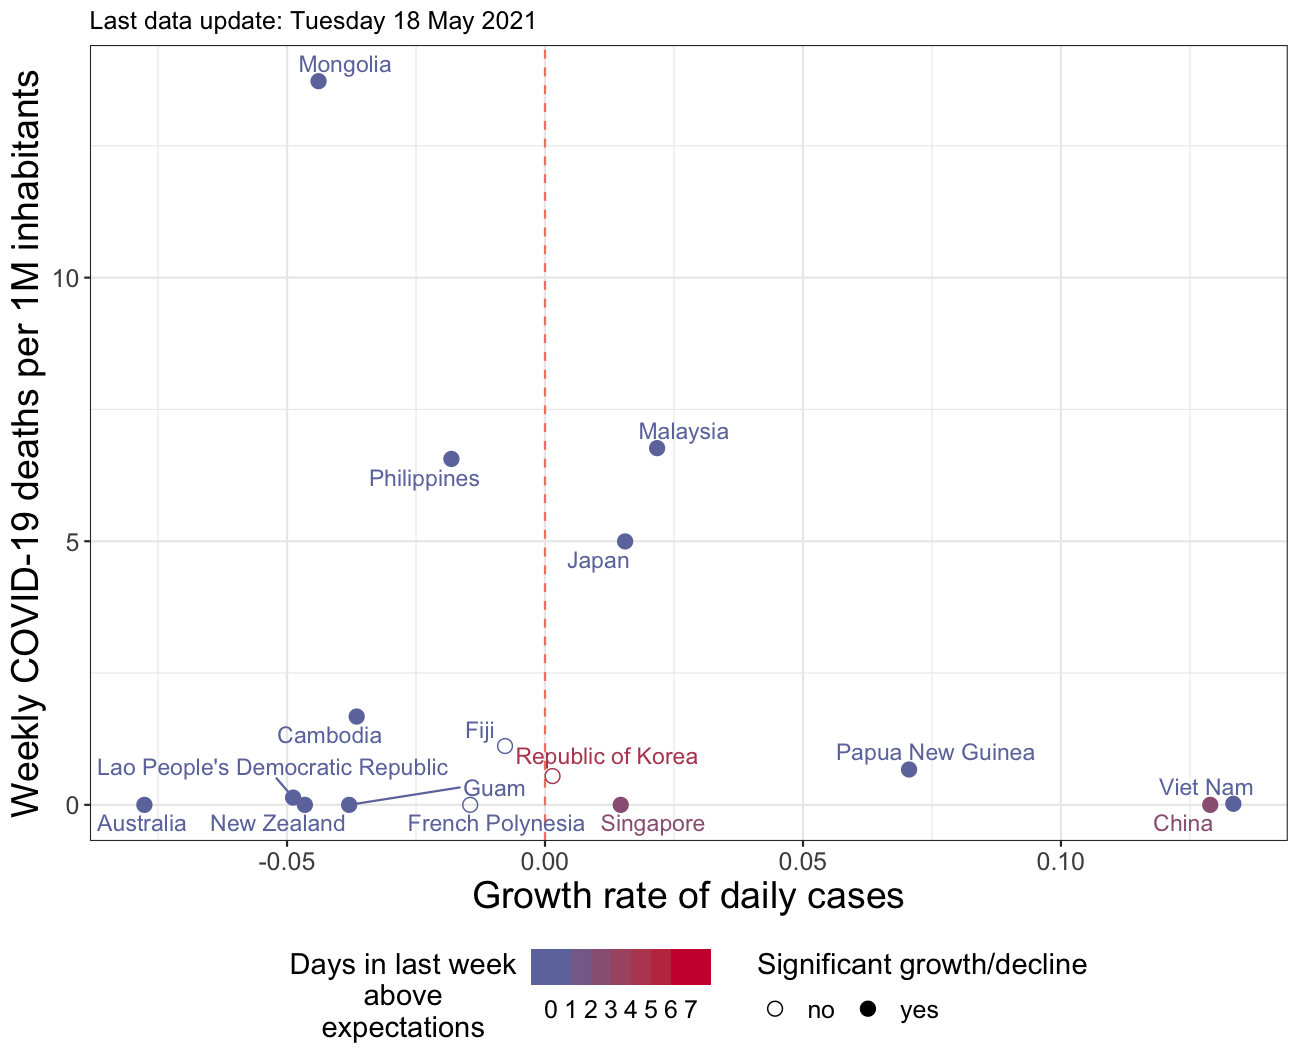 Last data update: Tuesday 18 May 2021
Weekly COVID-19 deaths per 1M inhabitants
10
5
0
Mongolia
Malaysia
Philippines
Japan
Fiji
Cambodia
Republic of Korea
Papua New Guinea
Lao People's Democratic Republic
Guam
Viet Nam
Australia
New Zealand
French Polynesia
Singapore
China
-0.05
0.00
0.05
0.10
Growth rate of daily cases
Days in last week
above
expectations
0 1 2 3 4 5 6 7
Significant growth/decline
no
yes